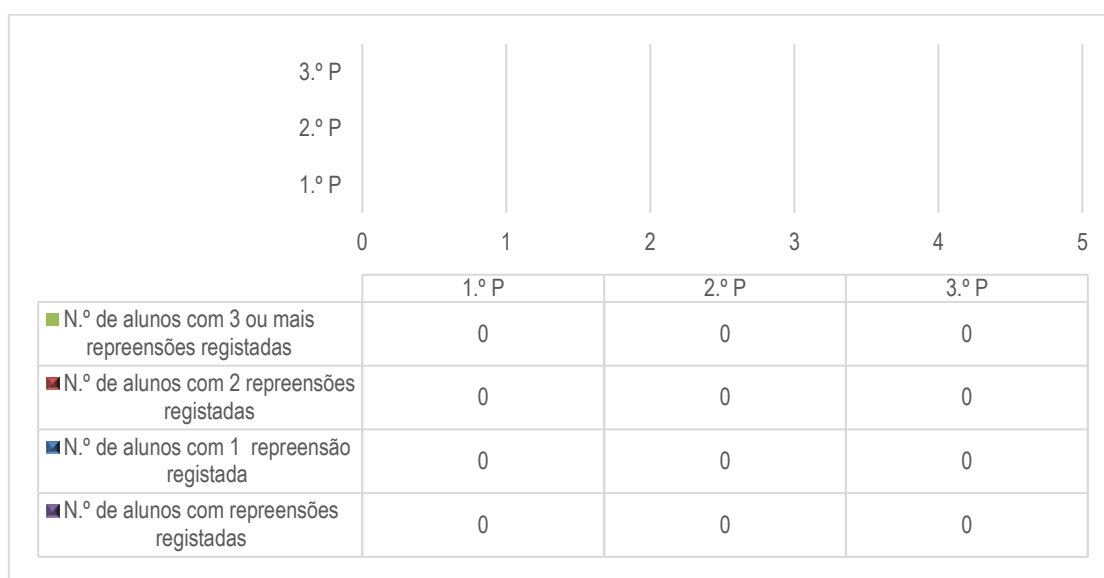 3.º P
2.º P
1.º P
0 1 2 3 4 5
1.º P 2.º P 3.º P
N.º de alunos com 3 ou mais
repreensões registadas
0 0 0
N.º de alunos com 2 repreensões
registadas
0 0 0
N.º de alunos com 1 repreensão
registada
0 0 0
N.º de alunos com repreensões
registadas
0 0 0